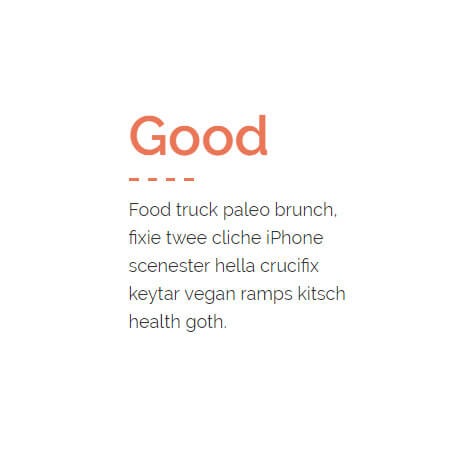 Good
Food truck paleo brunch,
fixie twee cliche iPhone
scenester hella crucifix
keytar vegan ramps kitsch
health goth.